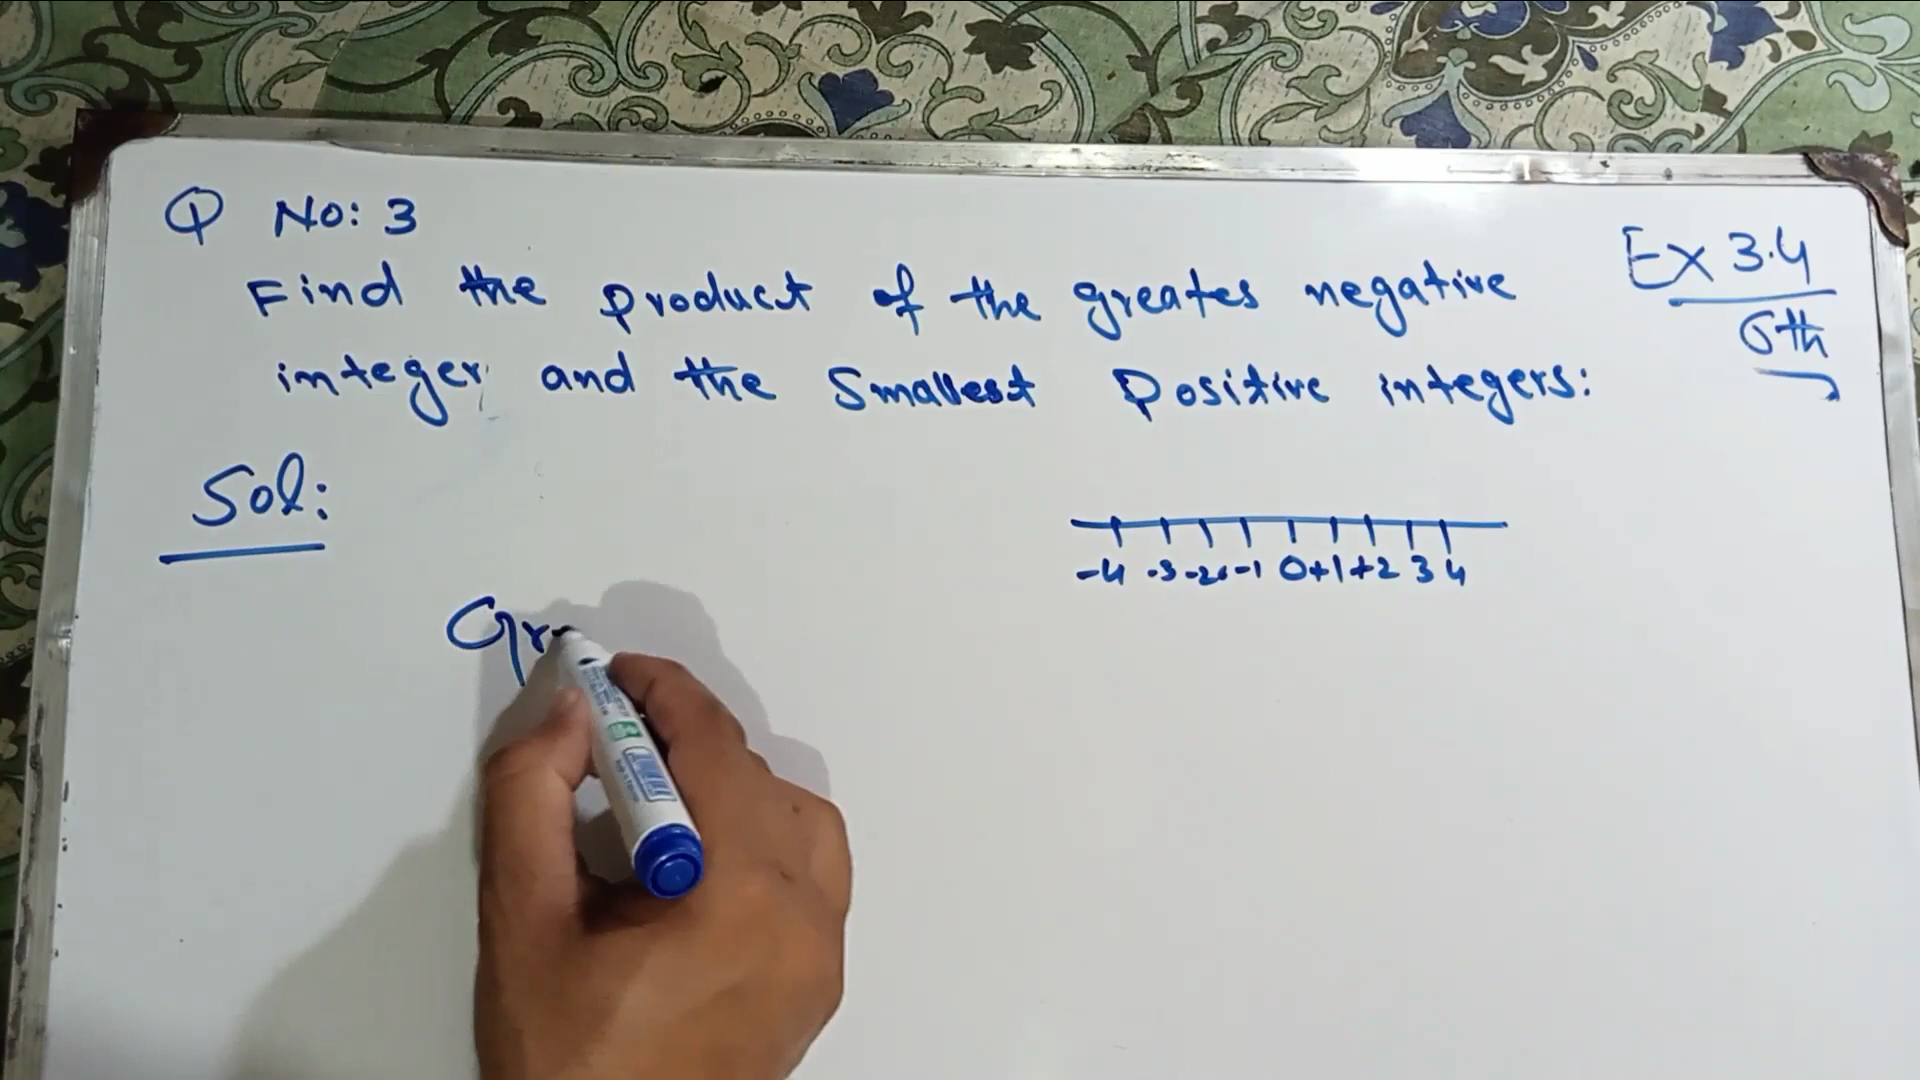 Q No: 3
Find the product of the greates negative
integer and the Smallest Positive integers:
Ex 3.4
6th
Sol:
-4 -3 -2 -1 0 +1 +2 3 4
Gre